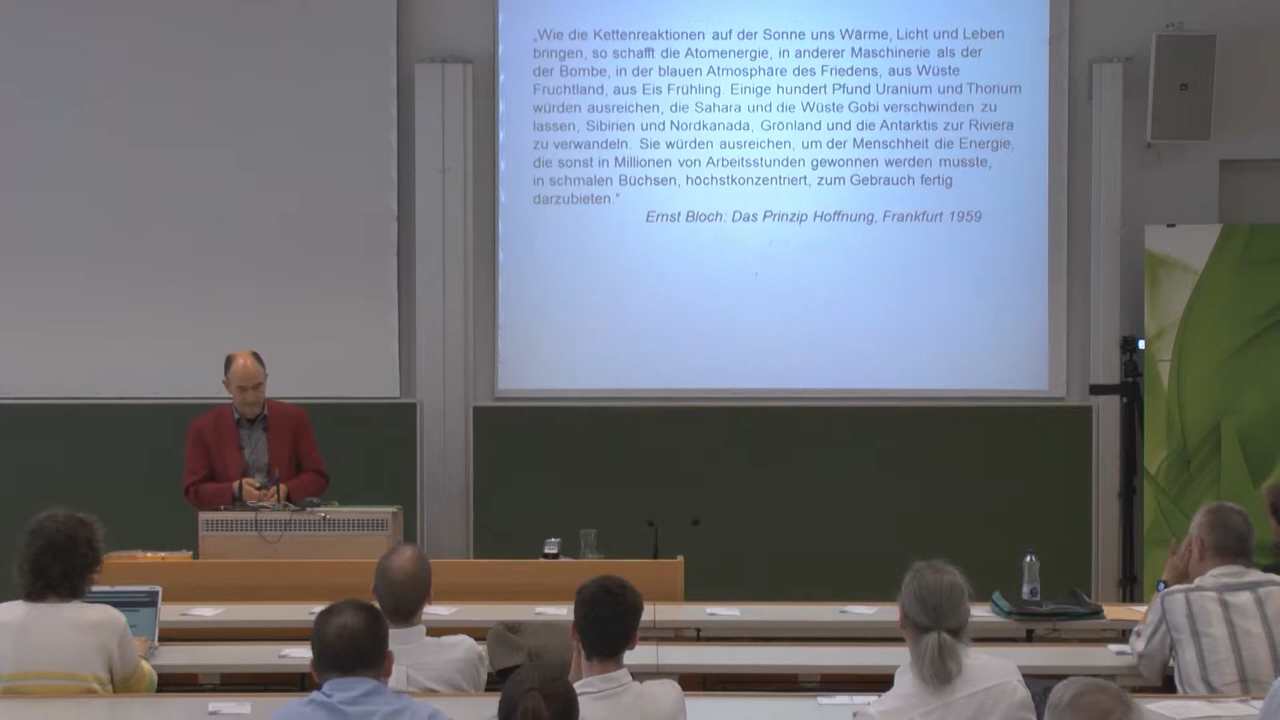 „Wie die Kettenreaktionen auf der Sonne uns Wärme, Licht und Leben
bringen, so schafft die Atomenergie, in anderer Maschinerie als der
der Bombe, in der blauen Atmosphäre des Friedens, aus Wüste
Fruchtland, aus Eis Frühling. Einige hundert Pfund Uranium und Thorium
würden ausreichen, die Sahara und die Wüste Gobi verschwinden zu
lassen, Sibirien und Nordkanada, Grönland und die Antarktis zur Riviera
zu verwandeln. Sie würden ausreichen, um der Menschheit die Energie,
die sonst in Millionen von Arbeitsstunden gewonnen werden musste,
in schmalen Büchsen, höchstkonzentriert, zum Gebrauch fertig
darzubieten.“
Ernst Bloch: Das Prinzip Hoffnung, Frankfurt 1959